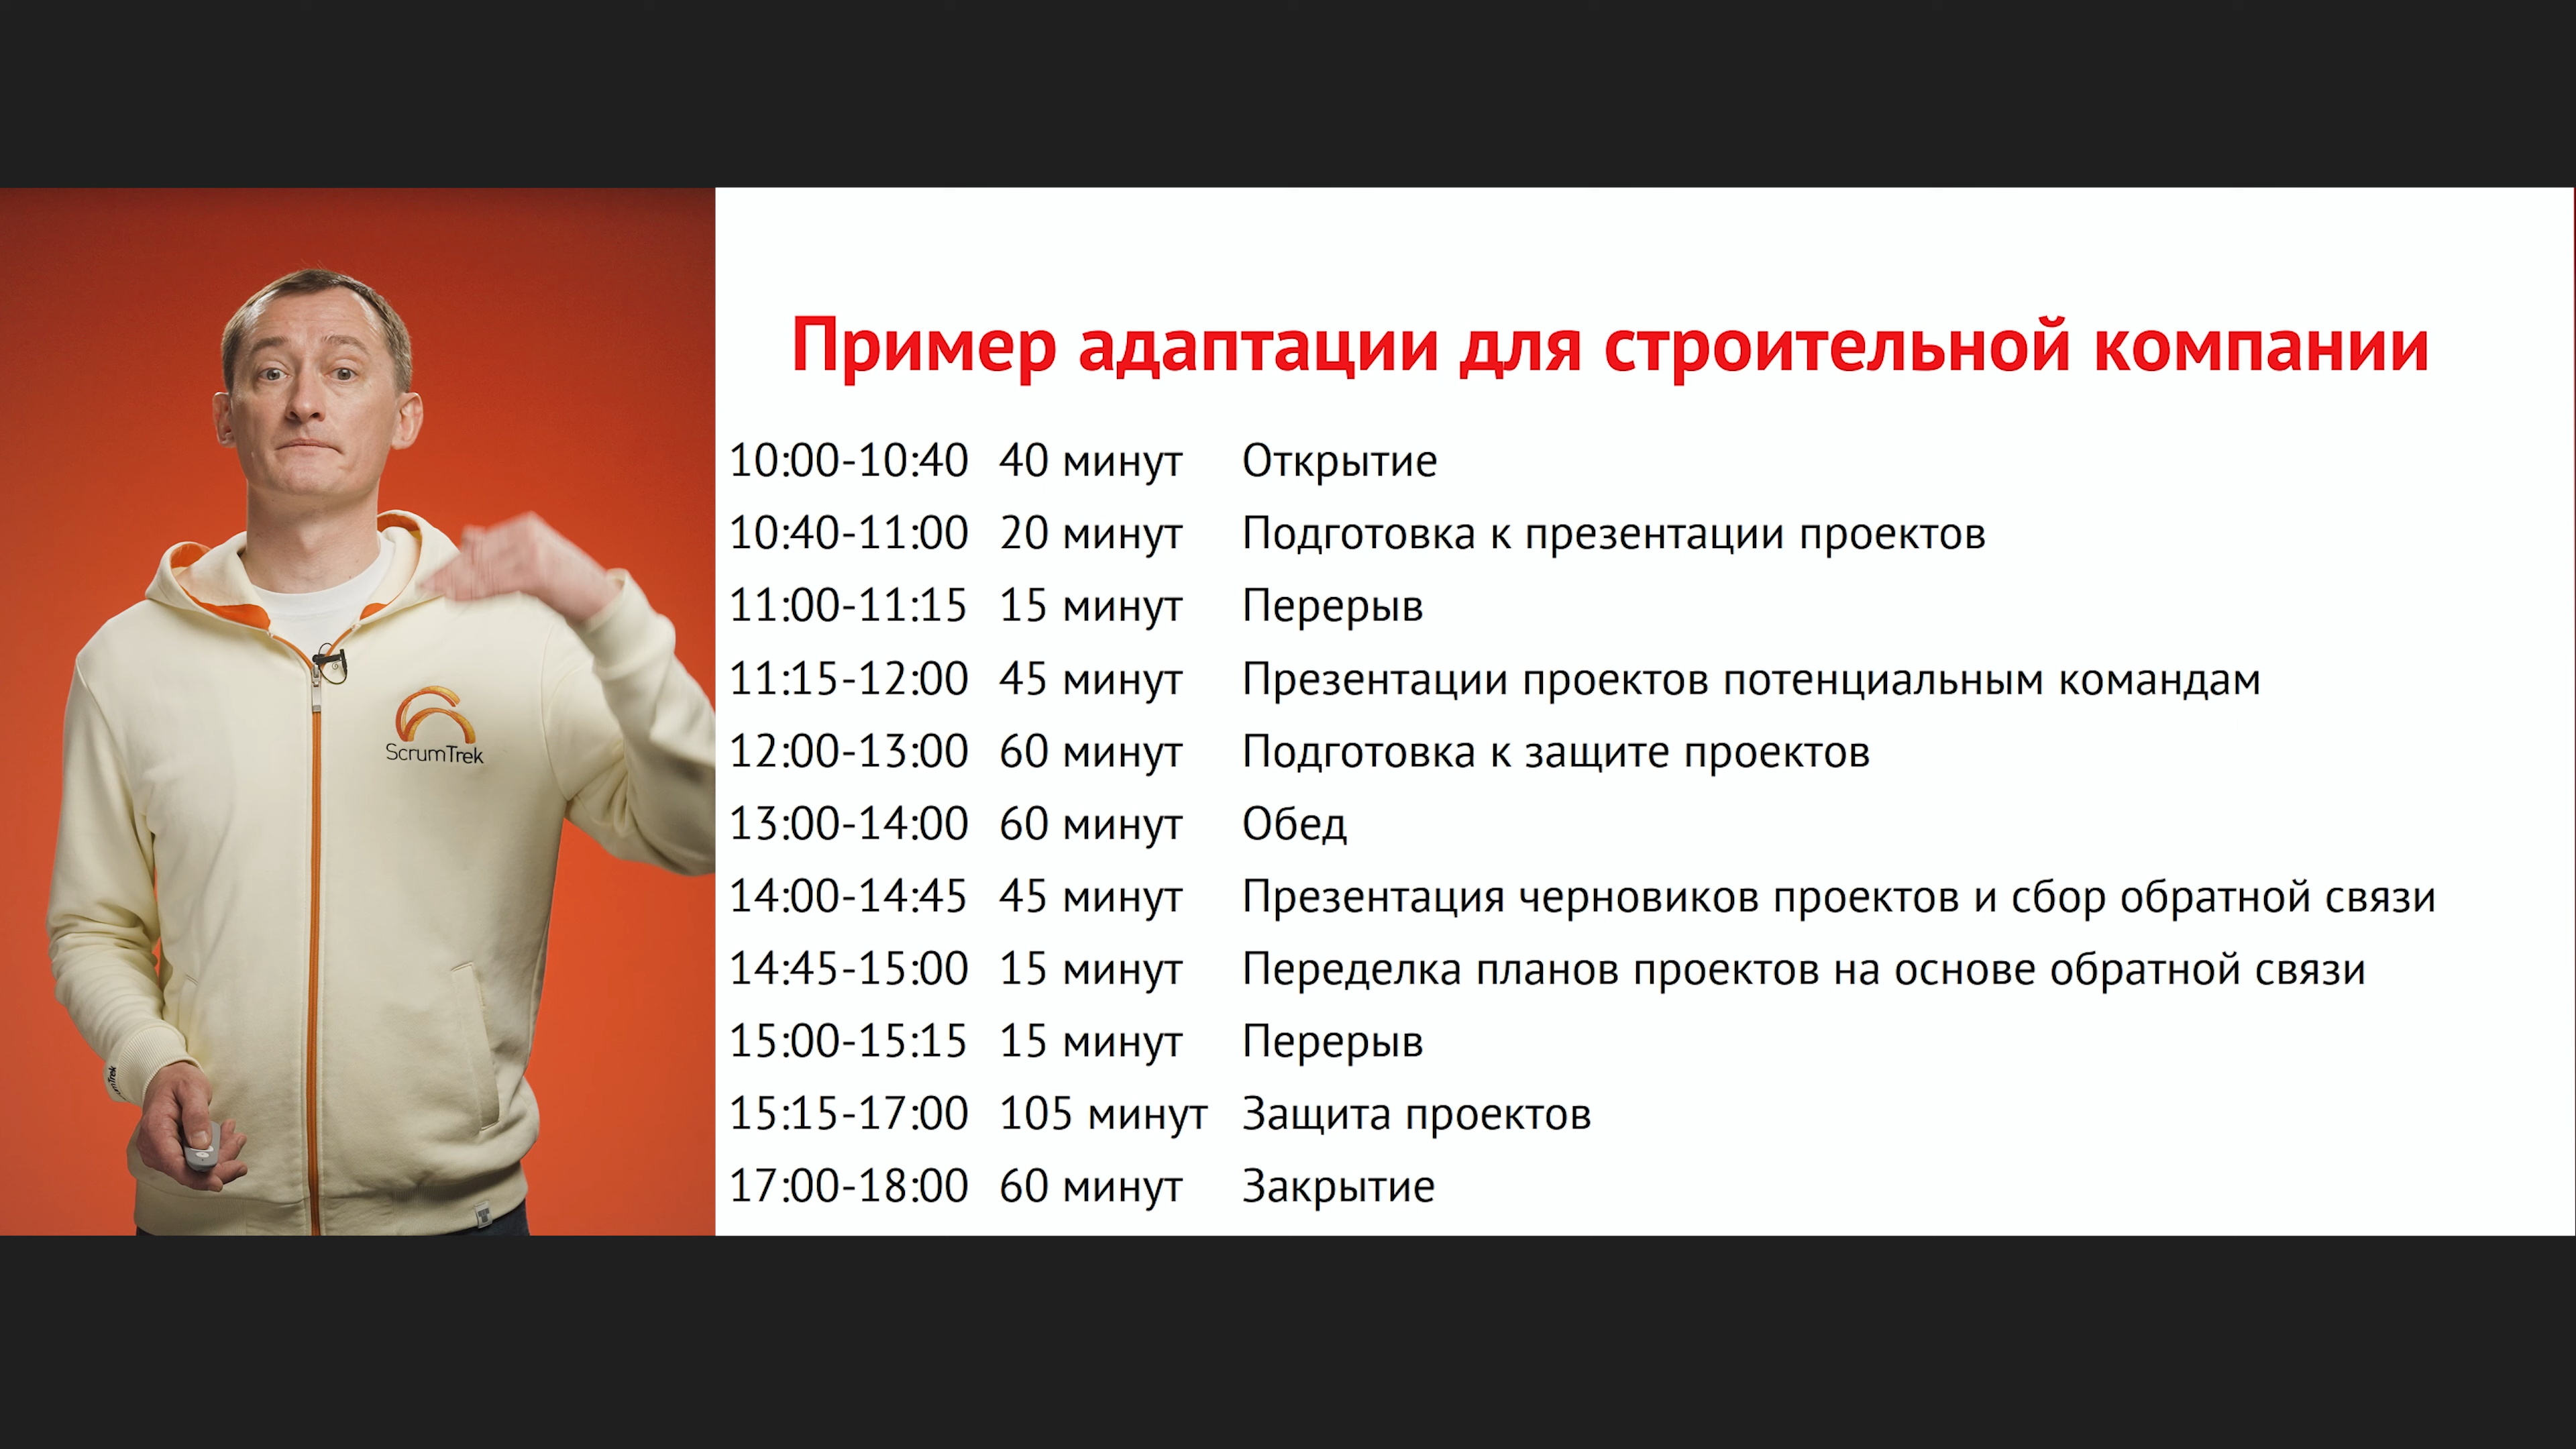 Пример адаптации для строительной компании
10:00-10:40 40 минут Открытие
10:40-11:00 20 минут Подготовка к презентации проектов
11:00-11:15 15 минут Перерыв
11:15-12:00 45 минут Презентации проектов потенциальным командам
12:00-13:00 60 минут Подготовка к защите проектов
13:00-14:00 60 минут Обед
14:00-14:45 45 минут Презентация черновиков проектов и сбор обратной связи
14:45-15:00 15 минут Переделка планов проектов на основе обратной связи
15:00-15:15 15 минут Перерыв
15:15-17:00 105 минут Защита проектов
17:00-18:00 60 минут Закрытие
ScrumTrek